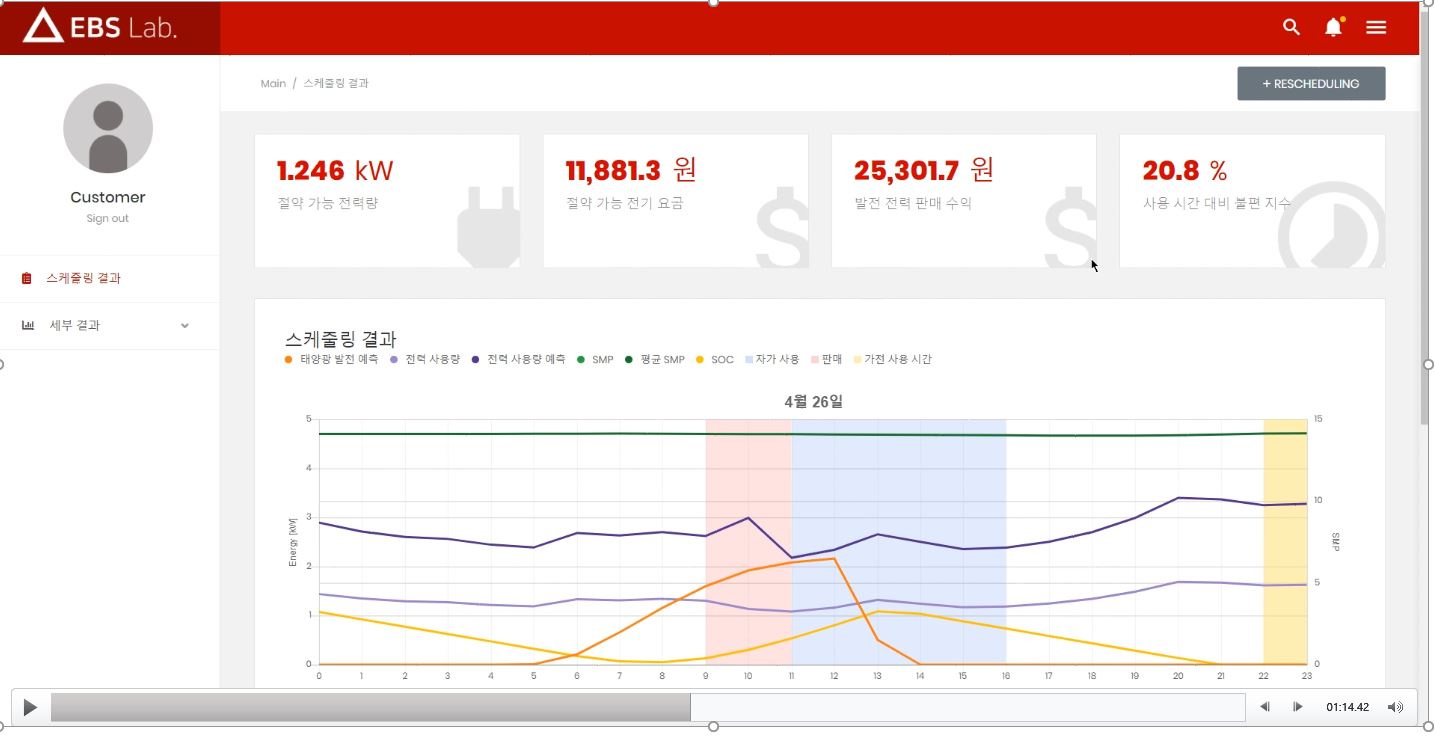 EBS Lab.
Main / 스케줄링 결과
+ RESCHEDULING
Customer
Sign out
스케줄링 결과
세부 결과
1.246 kW
절약 가능 전력량
11,881.3 원
절약 가능 전기 요금
25,301.7 원
발전 전력 판매 수익
20.8 %
사용 시간 대비 불편 지수
스케줄링 결과
태양광 발전 예측 전력 사용량 전력 사용량 예측 SMP 평균 SMP SOC 자가 사용 판매 가전 사용 시간
4월 26일
5 15
4
10
3
Energy [kW] SMP
2
5
1
0 0
0 1 2 3 4 5 6 7 8 9 10 11 12 13 14 15 16 17 18 19 20 21 22 23
01:14.42